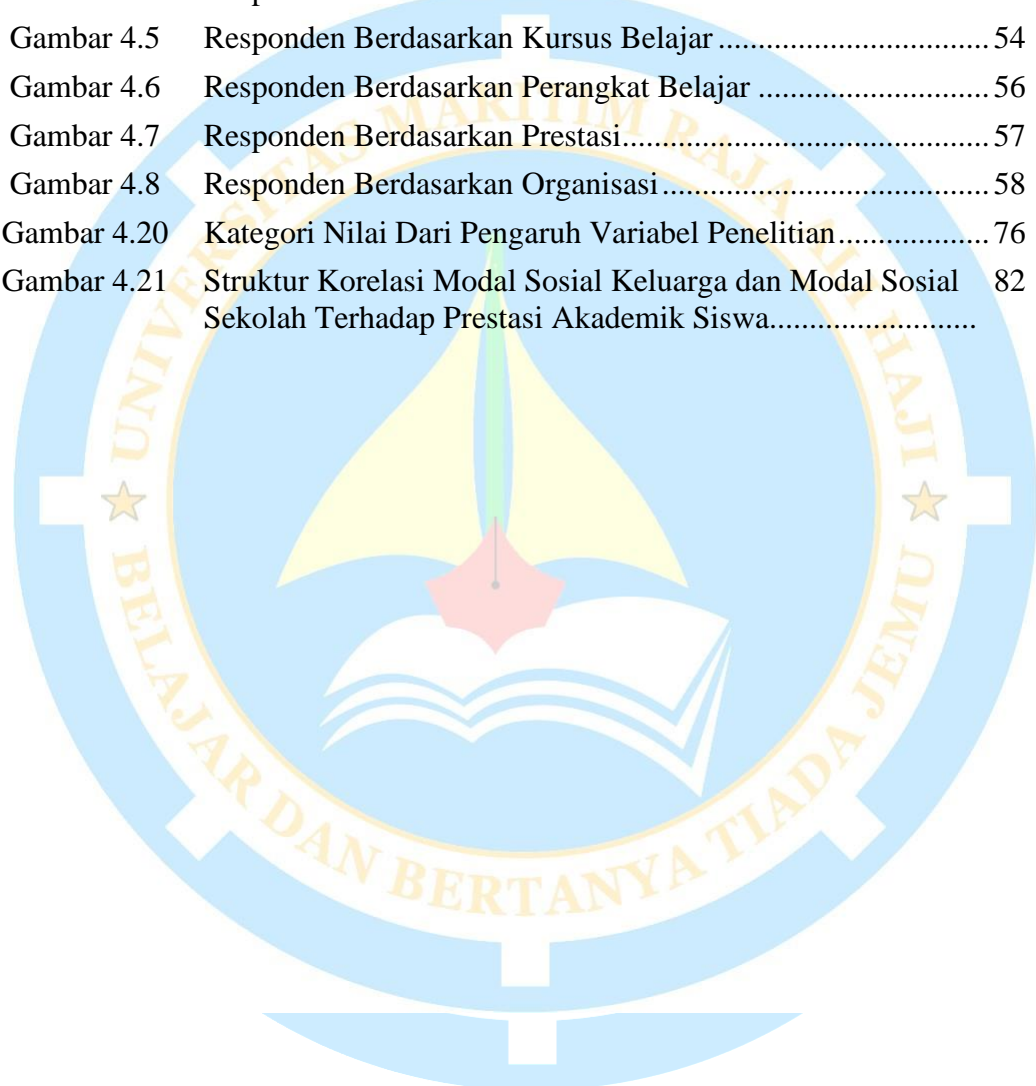 Gambar 4.5 Responden Berdasarkan Kursus Belajar .................................. 54
Gambar 4.6 Responden Berdasarkan Perangkat Belajar ............................. 56
Gambar 4.7 Responden Berdasarkan Prestasi.............................................. 57
Gambar 4.8 Responden Berdasarkan Organisasi ......................................... 58
Gambar 4.20 Kategori Nilai Dari Pengaruh Variabel Penelitian................... 76
Gambar 4.21 Struktur Korelasi Modal Sosial Keluarga dan Modal Sosial 82
Sekolah Terhadap Prestasi Akademik Siswa..........................
UNIVERSITAS MARITIM RAJA ALI HAJI
BELAJAR DAN BERTANYA TIADA JEMU